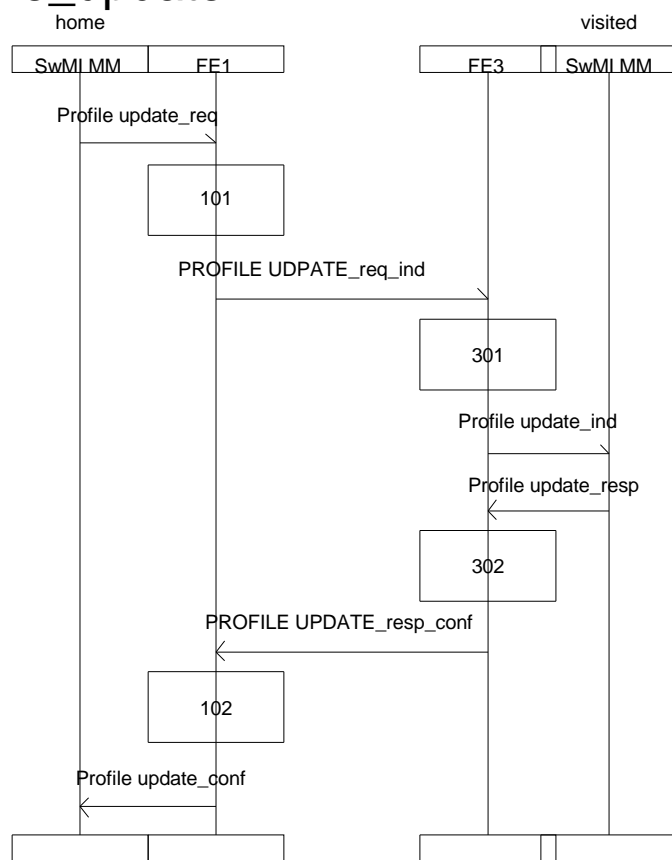 home
visited
SwMI MM
FE1
FE3
SwMI MM
Profile update_req
101
PROFILE UDPATE_req_ind
301
Profile update_ind
Profile update_resp
302
PROFILE UPDATE_resp_conf
102
Profile update_conf